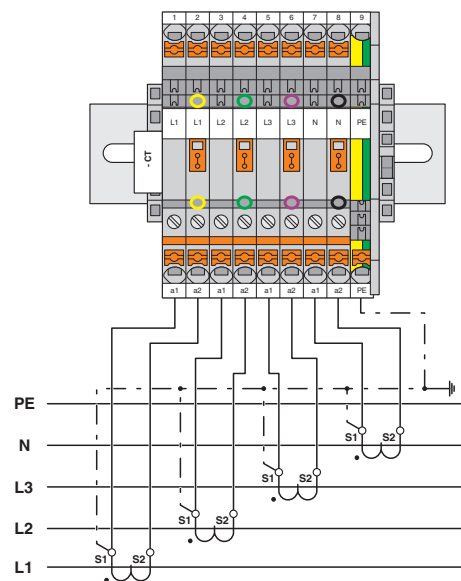 1 2 3 4 5 6 7 8 9
L1 L1 L2 L2 L3 L3 N N PE
- CT
a1 a2 a1 a2 a1 a2 a1 a2 PE
PE
S1 S2
N
S1 S2
L3
S1 S2
L2
S1 S2
L1